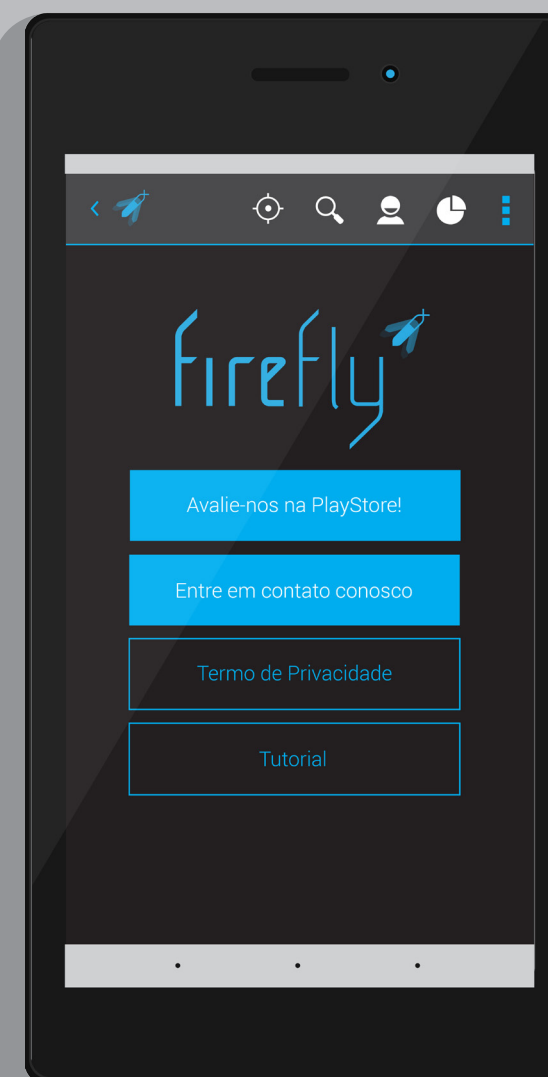 firefly
Avalie-nos na PlayStore!
Entre em contato conosco
Termo de Privacidade
Tutorial